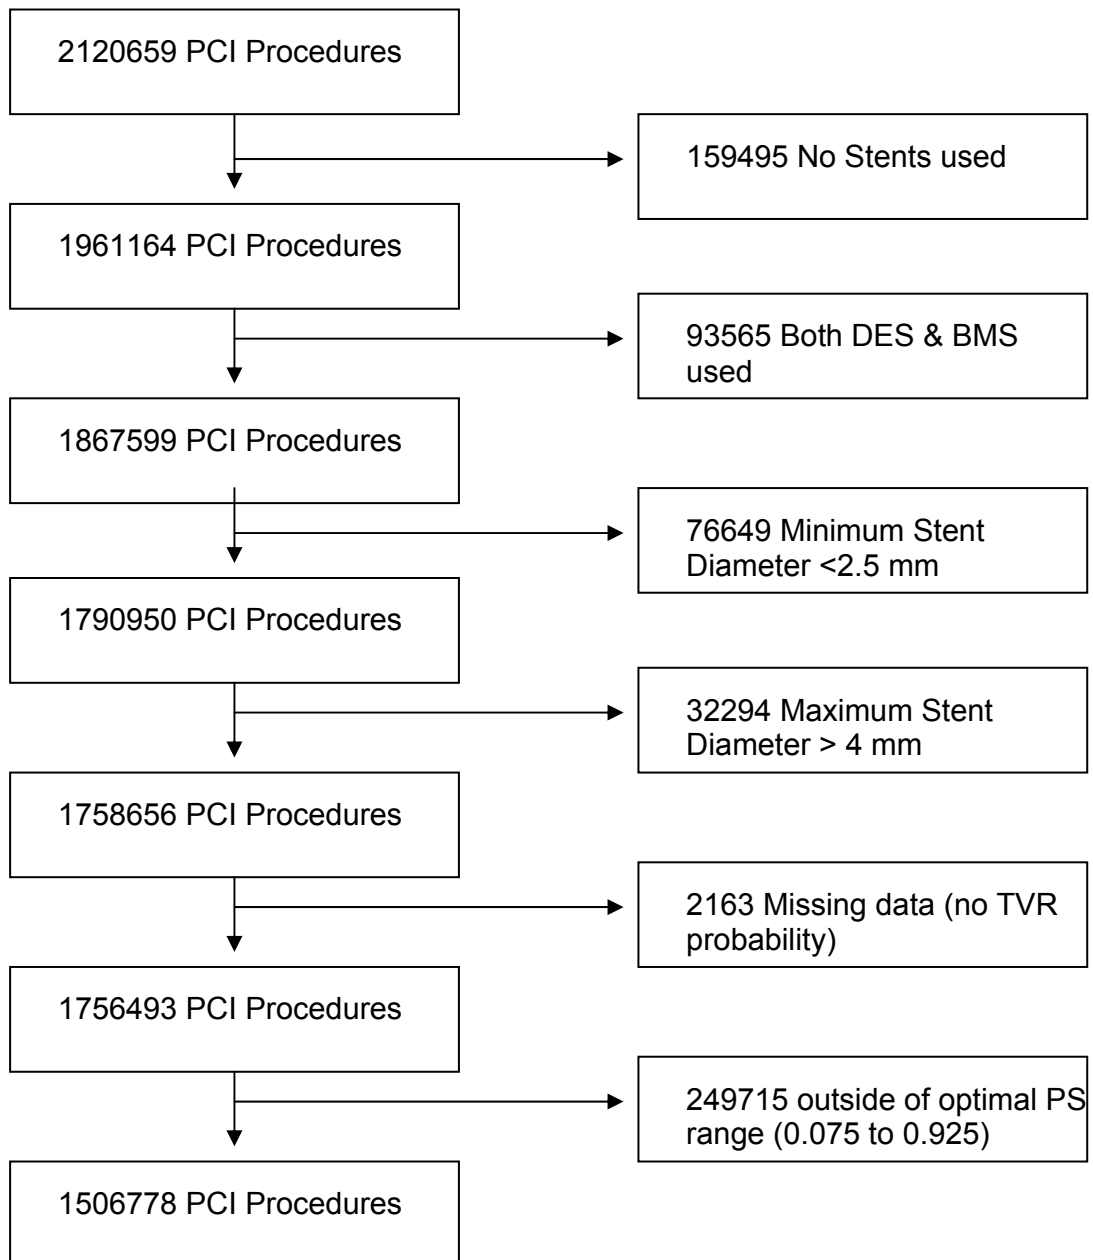 2120659 PCI Procedures
159495 No Stents used
1961164 PCI Procedures
93565 Both DES & BMS
used
1867599 PCI Procedures
76649 Minimum Stent
Diameter <2.5 mm
1790950 PCI Procedures
32294 Maximum Stent
Diameter > 4 mm
1758656 PCI Procedures
2163 Missing data (no TVR
probability)
1756493 PCI Procedures
249715 outside of optimal PS
range (0.075 to 0.925)
1506778 PCI Procedures